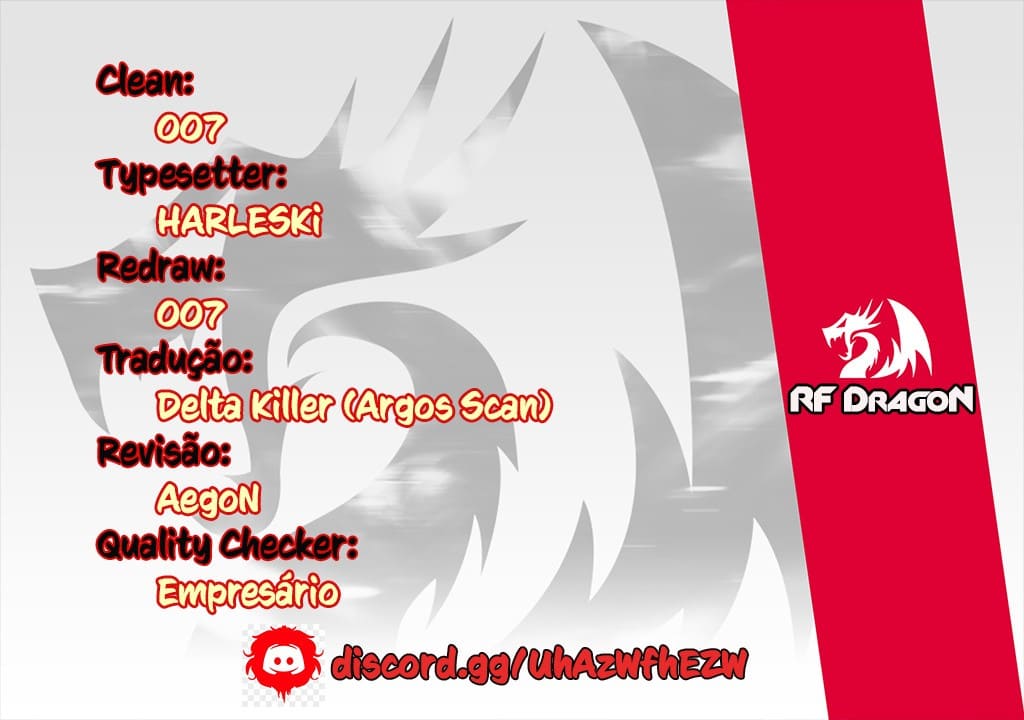 Clean:
007
Typesetter:
HARLESKi
Redraw:
007
Tradução:
Delta Killer (Argos Scan)
Revisão:
AegoN
Quality Checker:
Empresário
discord.gg/UhAzWfhEZW
RF DragoN